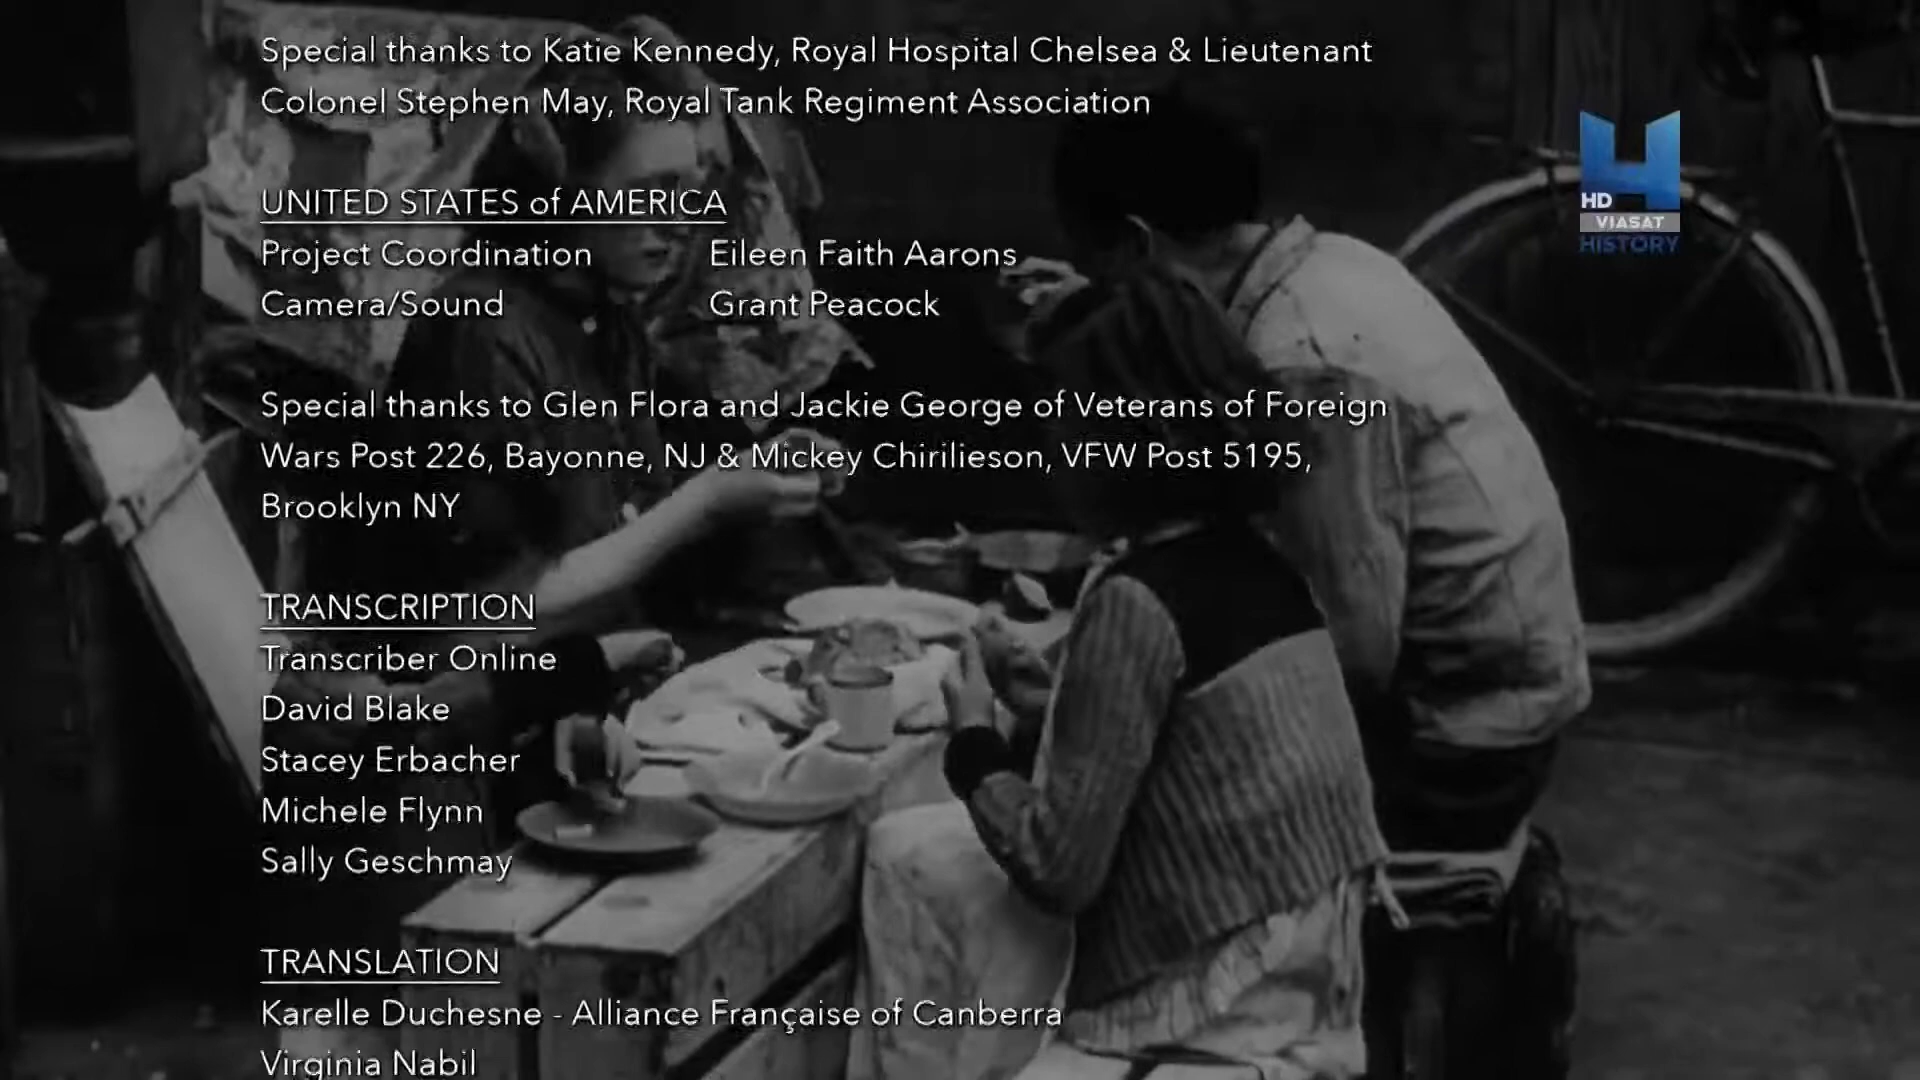 Special thanks to Katie Kennedy, Royal Hospital Chelsea & Lieutenant
Colonel Stephen May, Royal Tank Regiment Association
UNITED STATES of AMERICA
Project Coordination Eileen Faith Aarons
Camera/Sound Grant Peacock
Special thanks to Glen Flora and Jackie George of Veterans of Foreign
Wars Post 226, Bayonne, NJ & Mickey Chirilieson, VFW Post 5195,
Brooklyn NY
TRANSCRIPTION
Transcriber Online
David Blake
Stacey Erbacher
Michele Flynn
Sally Geschmay
TRANSLATION
Karelle Duchesne - Alliance Française of Canberra
Virginia Nabil
HD
VIASAT
HISTORY